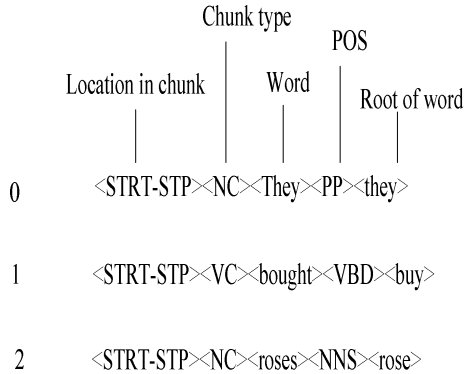 Chunk type
POS
Location in chunk Word Root of word
0 <STRT-STP><NC><They><PP><they>
1 <STRT-STP><VC><bought><VBD><buy>
2 <STRT-STP><NC><roses><NNS><rose>